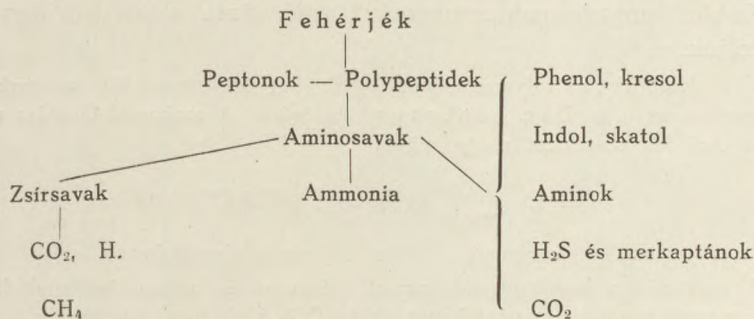 Fehérjék
Peptonok — Polypeptidek Phenol, kresol
Aminosavak Indol, skatol
Zsírsavak Ammonia Aminok
CO₂, H. H₂S és merkaptánok
CH₄ CO₂